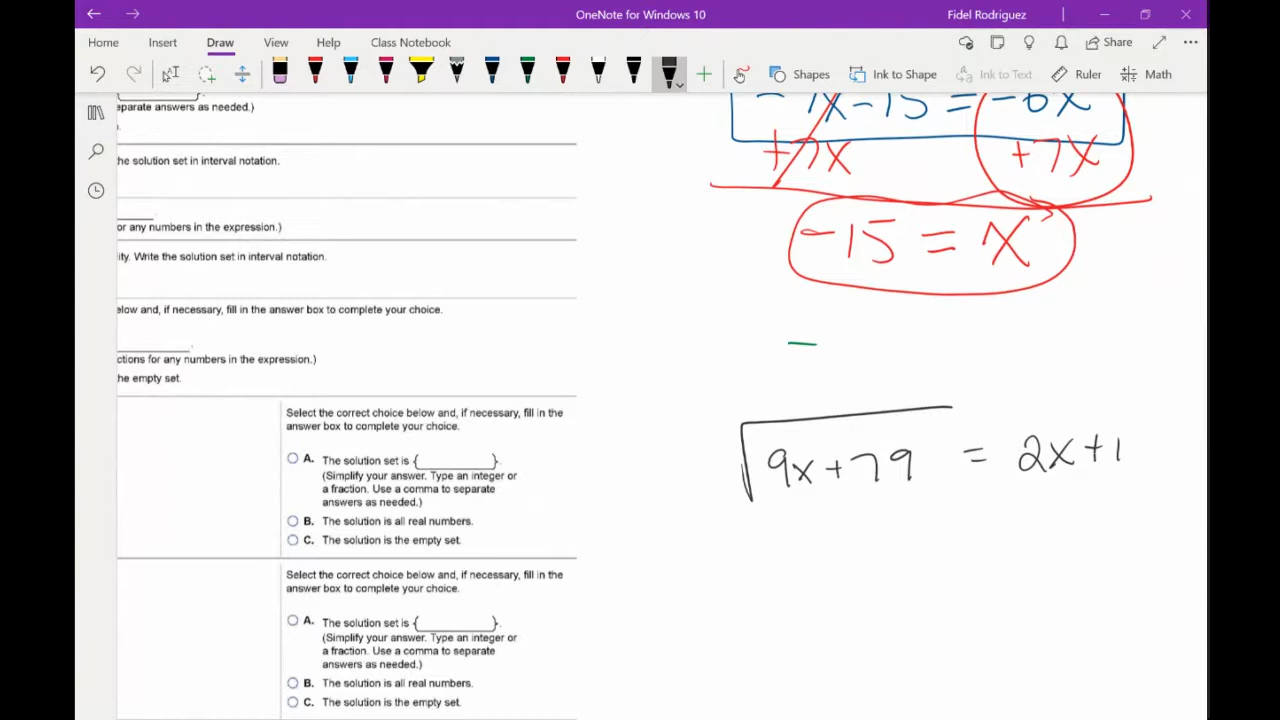 OneNote for Windows 10
Fidel Rodriguez
Home Insert Draw View Help Class Notebook
Share
Shapes Ink to Shape Ink to Text Ruler Math
eparate answers as needed.)
the solution set in interval notation.
or any numbers in the expression.)
ity. Write the solution set in interval notation.
elow and, if necessary, fill in the answer box to complete your choice.
ctions for any numbers in the expression.)
he empty set.
Select the correct choice below and, if necessary, fill in the
answer box to complete your choice.
A. The solution set is { }.
(Simplify your answer. Type an integer or
a fraction. Use a comma to separate
answers as needed.)
B. The solution is all real numbers.
C. The solution is the empty set.
Select the correct choice below and, if necessary, fill in the
answer box to complete your choice.
A. The solution set is { }.
(Simplify your answer. Type an integer or
a fraction. Use a comma to separate
answers as needed.)
B. The solution is all real numbers.
C. The solution is the empty set.
-7x-15=-6x
+7x +7x
-15 = x
√9x+79 = 2x+1